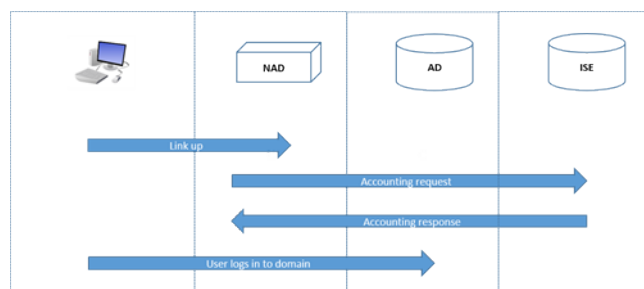 NAD
AD
ISE
Link up
Accounting request
Accounting response
User logs in to domain